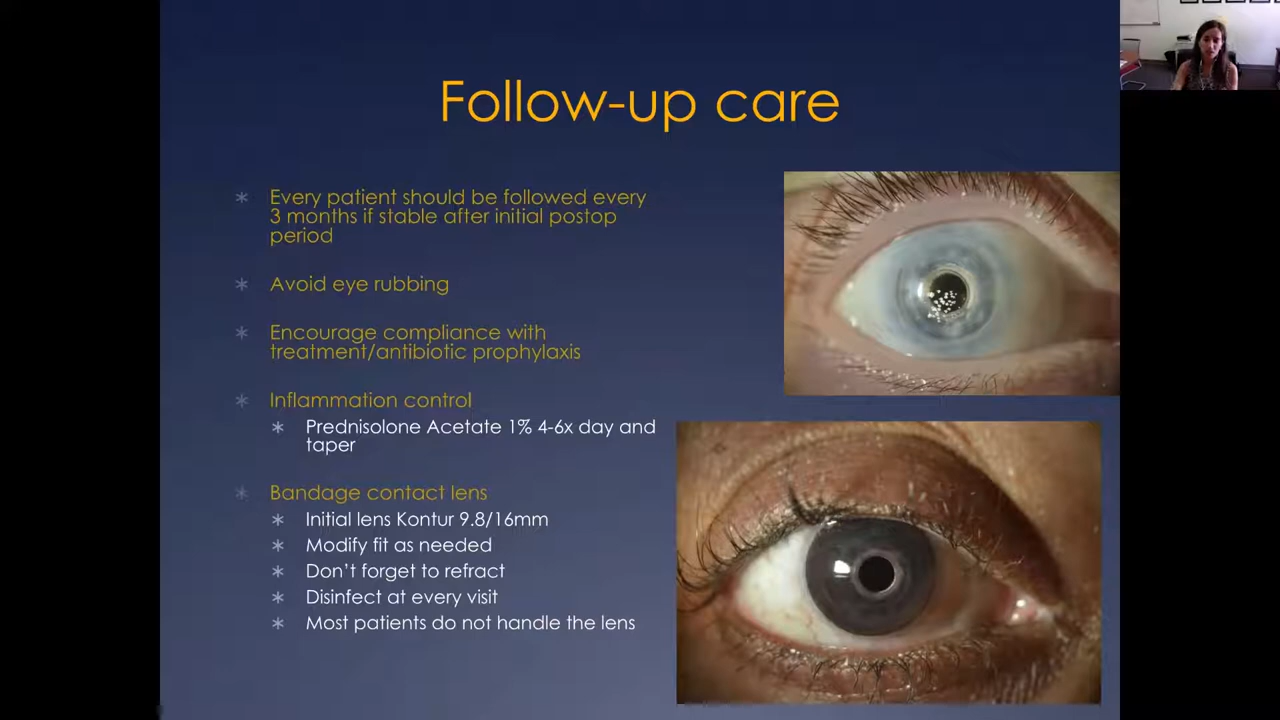 Follow-up care
Every patient should be followed every
3 months if stable after initial postop
period
Avoid eye rubbing
Encourage compliance with
treatment/antibiotic prophylaxis
Inflammation control
Prednisolone Acetate 1% 4-6x day and
taper
Bandage contact lens
Initial lens Kontur 9.8/16mm
Modify fit as needed
Don't forget to refract
Disinfect at every visit
Most patients do not handle the lens